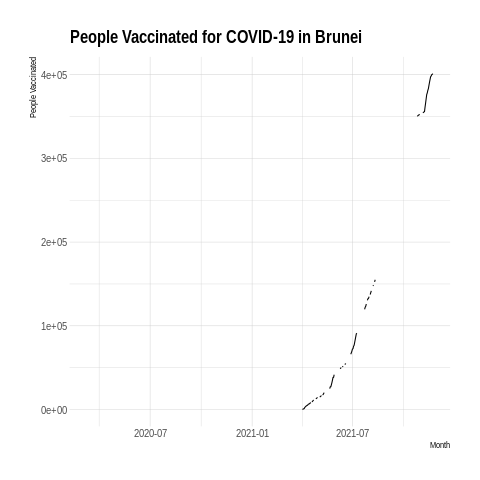 People Vaccinated for COVID-19 in Brunei
People Vaccinated
4e+05
3e+05
2e+05
1e+05
0e+00
2020-07 2021-01 2021-07
Month